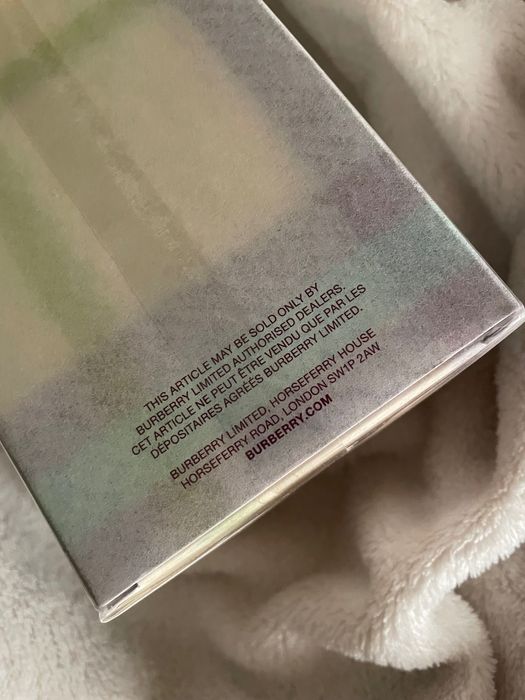 THIS ARTICLE MAY BE SOLD ONLY BY
BURBERRY LIMITED AUTHORISED DEALERS.
CET ARTICLE NE PEUT ÊTRE VENDU QUE PAR LES
DÉPOSITAIRES AGRÉÉS BURBERRY LIMITED.
BURBERRY LIMITED, HORSEFERRY HOUSE
HORSEFERRY ROAD, LONDON SW1P 2AW
BURBERRY.COM